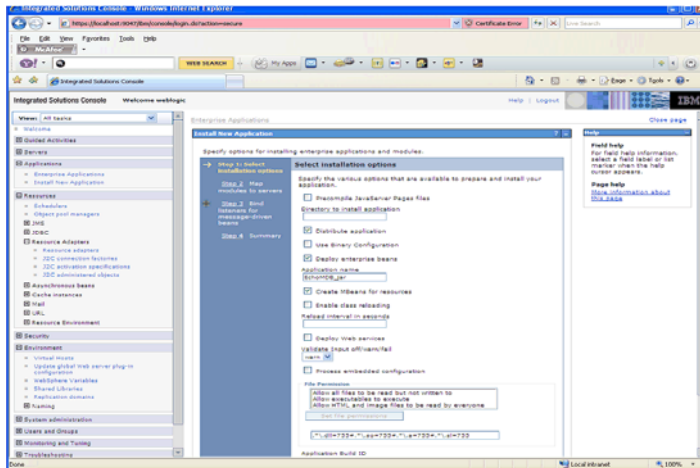 Integrated Solutions Console - Windows Internet Explorer
https://localhost:9047/ibm/console/login.do?action=secure
Certificate Error
Live Search
File Edit View Favorites Tools Help
McAfee
WEB SEARCH
My Apps
Integrated Solutions Console
Page
Tools
Integrated Solutions Console Welcome weblogic
Help | Logout
IBM
View: All tasks
Welcome
Guided Activities
Servers
Applications
Enterprise Applications
Install New Application
Resources
Schedulers
Object pool managers
JMS
JDBC
Resource Adapters
Resource adapters
J2C connection factories
J2C activation specifications
J2C administered objects
Asynchronous beans
Cache instances
Mail
URL
Resource Environment
Security
Environment
Virtual Hosts
Update global Web server plug-in configuration
WebSphere Variables
Shared Libraries
Replication domains
Naming
System administration
Users and Groups
Monitoring and Tuning
Troubleshooting
Enterprise Applications
Close page
Install New Application
Specify options for installing enterprise applications and modules.
Step 1: Select installation options
Step 2 Map modules to servers
Step 3 Bind listeners for message-driven beans
Step 4 Summary
Select installation options
Specify the various options that are available to prepare and install your application.
Precompile JavaServer Pages files
Directory to install application
Distribute application
Use Binary Configuration
Deploy enterprise beans
Application name
EchoMDB_jar
Create MBeans for resources
Enable class reloading
Reload interval in seconds
Deploy Web services
Validate Input off/warn/fail
warn
Process embedded configuration
File Permission
Allow all files to be read but not written to
Allow executables to execute
Allow HTML and image files to be read by everyone
Set file permissions
.*\.dll=755#.*\.so=755#.*\.a=755#.*\.sl=755
Application Build ID
Help
Field help
For field help information, select a field label or list marker when the help cursor appears.
Page help
More information about this page
Done
Local intranet
100%